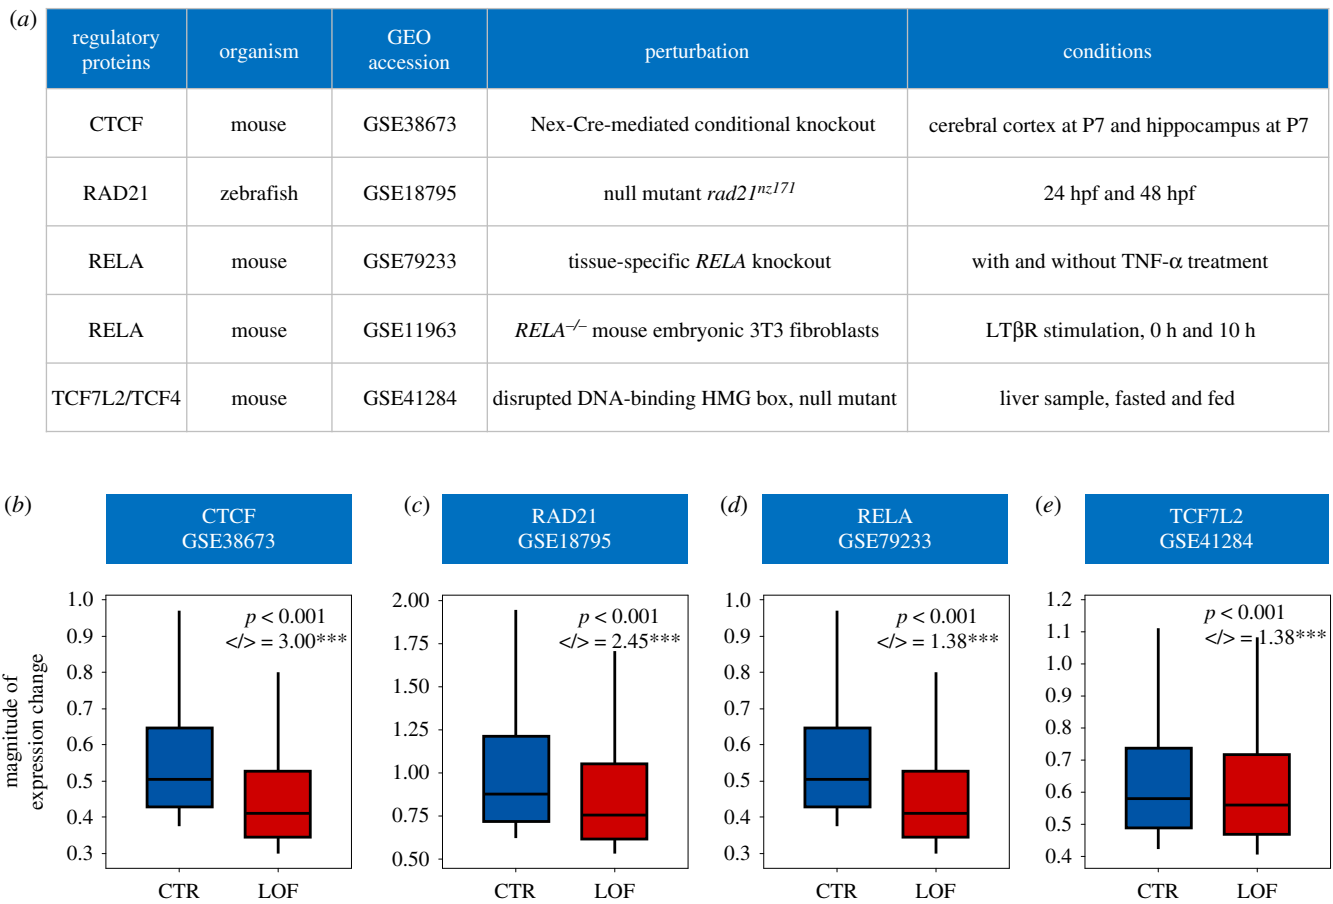 (a)
regulatory proteins organism GEO accession perturbation conditions
CTCF mouse GSE38673 Nex-Cre-mediated conditional knockout cerebral cortex at P7 and hippocampus at P7
RAD21 zebrafish GSE18795 null mutant rad21nz171 24 hpf and 48 hpf
RELA mouse GSE79233 tissue-specific RELA knockout with and without TNF-α treatment
RELA mouse GSE11963 RELA–/– mouse embryonic 3T3 fibroblasts LTβR stimulation, 0 h and 10 h
TCF7L2/TCF4 mouse GSE41284 disrupted DNA-binding HMG box, null mutant liver sample, fasted and fed
(b)
CTCF
GSE38673
magnitude of
expression change
1.0
0.9
0.8
0.7
0.6
0.5
0.4
0.3
p < 0.001
</> = 3.00***
CTR LOF
(c)
RAD21
GSE18795
2.00
1.75
1.50
1.25
1.00
0.75
0.50
p < 0.001
</> = 2.45***
CTR LOF
(d)
RELA
GSE79233
1.0
0.9
0.8
0.7
0.6
0.5
0.4
0.3
p < 0.001
</> = 1.38***
CTR LOF
(e)
TCF7L2
GSE41284
1.2
1.1
1.0
0.9
0.8
0.7
0.6
0.5
0.4
p < 0.001
</> = 1.38***
CTR LOF